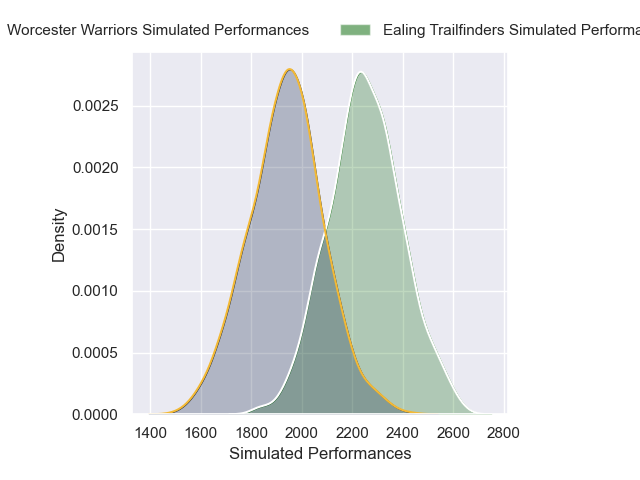 Worcester Warriors Simulated Performances
Ealing Trailfinders Simulated Performa
0.0025
0.0020
0.0015
0.0010
0.0005
0.0000
Density
1400 1600 1800 2000 2200 2400 2600 2800
Simulated Performances